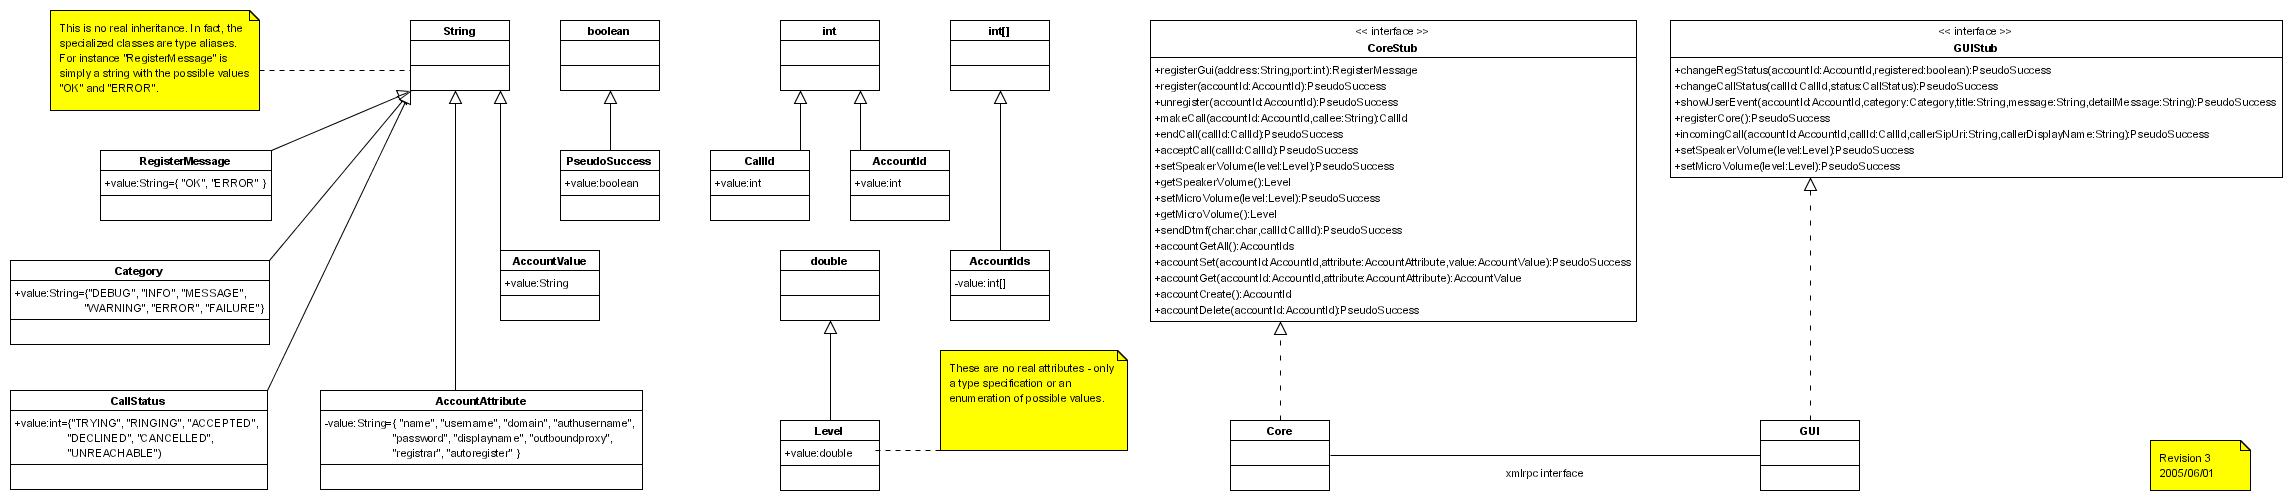 This is no real inheritance. In fact, the
specialized classes are type aliases.
For instance "RegisterMessage" is
simply a string with the possible values
"OK" and "ERROR".
String
boolean
int
int[]
RegisterMessage
+value:String={ "OK", "ERROR" }
PseudoSuccess
+value:boolean
CallId
+value:int
AccountId
+value:int
Category
+value:String={"DEBUG", "INFO", "MESSAGE",
"WARNING", "ERROR", "FAILURE"}
AccountValue
+value:String
double
AccountIds
-value:int[]
CallStatus
+value:int={"TRYING", "RINGING", "ACCEPTED",
"DECLINED", "CANCELLED",
"UNREACHABLE")
AccountAttribute
-value:String={ "name", "username", "domain", "authusername",
"password", "displayname", "outboundproxy",
"registrar", "autoregister" }
Level
+value:double
These are no real attributes - only
a type specification or an
enumeration of possible values.
<< interface >>
CoreStub
+registerGui(address:String,port:int):RegisterMessage
+register(accountId:AccountId):PseudoSuccess
+unregister(accountId:AccountId):PseudoSuccess
+makeCall(accountId:AccountId,callee:String):CallId
+endCall(callId:CallId):PseudoSuccess
+acceptCall(callId:CallId):PseudoSuccess
+setSpeakerVolume(level:Level):PseudoSuccess
+getSpeakerVolume():Level
+setMicroVolume(level:Level):PseudoSuccess
+getMicroVolume():Level
+sendDtmf(char:char,callId:CallId):PseudoSuccess
+accountGetAll():AccountIds
+accountSet(accountId:AccountId,attribute:AccountAttribute,value:AccountValue):PseudoSuccess
+accountGet(accountId:AccountId,attribute:AccountAttribute):AccountValue
+accountCreate():AccountId
+accountDelete(accountId:AccountId):PseudoSuccess
<< interface >>
GUIStub
+changeRegStatus(accountId:AccountId,registered:boolean):PseudoSuccess
+changeCallStatus(callId:CallId,status:CallStatus):PseudoSuccess
+showUserEvent(accountId:AccountId,category:Category,title:String,message:String,detailMessage:String):PseudoSuccess
+registerCore():PseudoSuccess
+incomingCall(accountId:AccountId,callId:CallId,callerSipUri:String,callerDisplayName:String):PseudoSuccess
+setSpeakerVolume(level:Level):PseudoSuccess
+setMicroVolume(level:Level):PseudoSuccess
Core
xmlrpc interface
GUI
Revision 3
2005/06/01